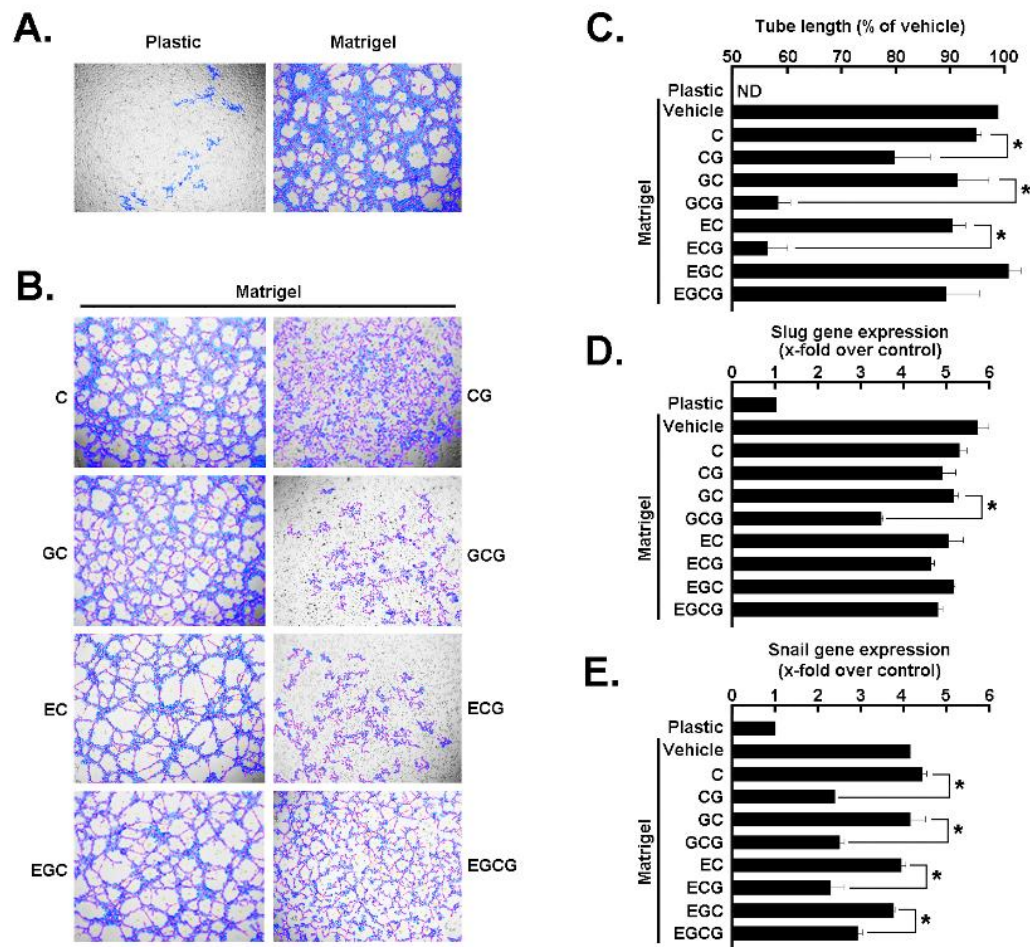 A.
Plastic Matrigel
B.
Matrigel
C CG
GC GCG
EC ECG
EGC EGCG
C.
Tube length (% of vehicle)
50 60 70 80 90 100
Plastic ND
Vehicle
C
CG *
GC
GCG *
EC
ECG *
EGC
EGCG
Matrigel
D.
Slug gene expression
(x-fold over control)
0 1 2 3 4 5 6
Plastic
Vehicle
C
CG
GC
GCG *
EC
ECG
EGC
EGCG
Matrigel
E.
Snail gene expression
(x-fold over control)
0 1 2 3 4 5 6
Plastic
Vehicle
C
CG *
GC
GCG *
EC
ECG *
EGC
EGCG *
Matrigel